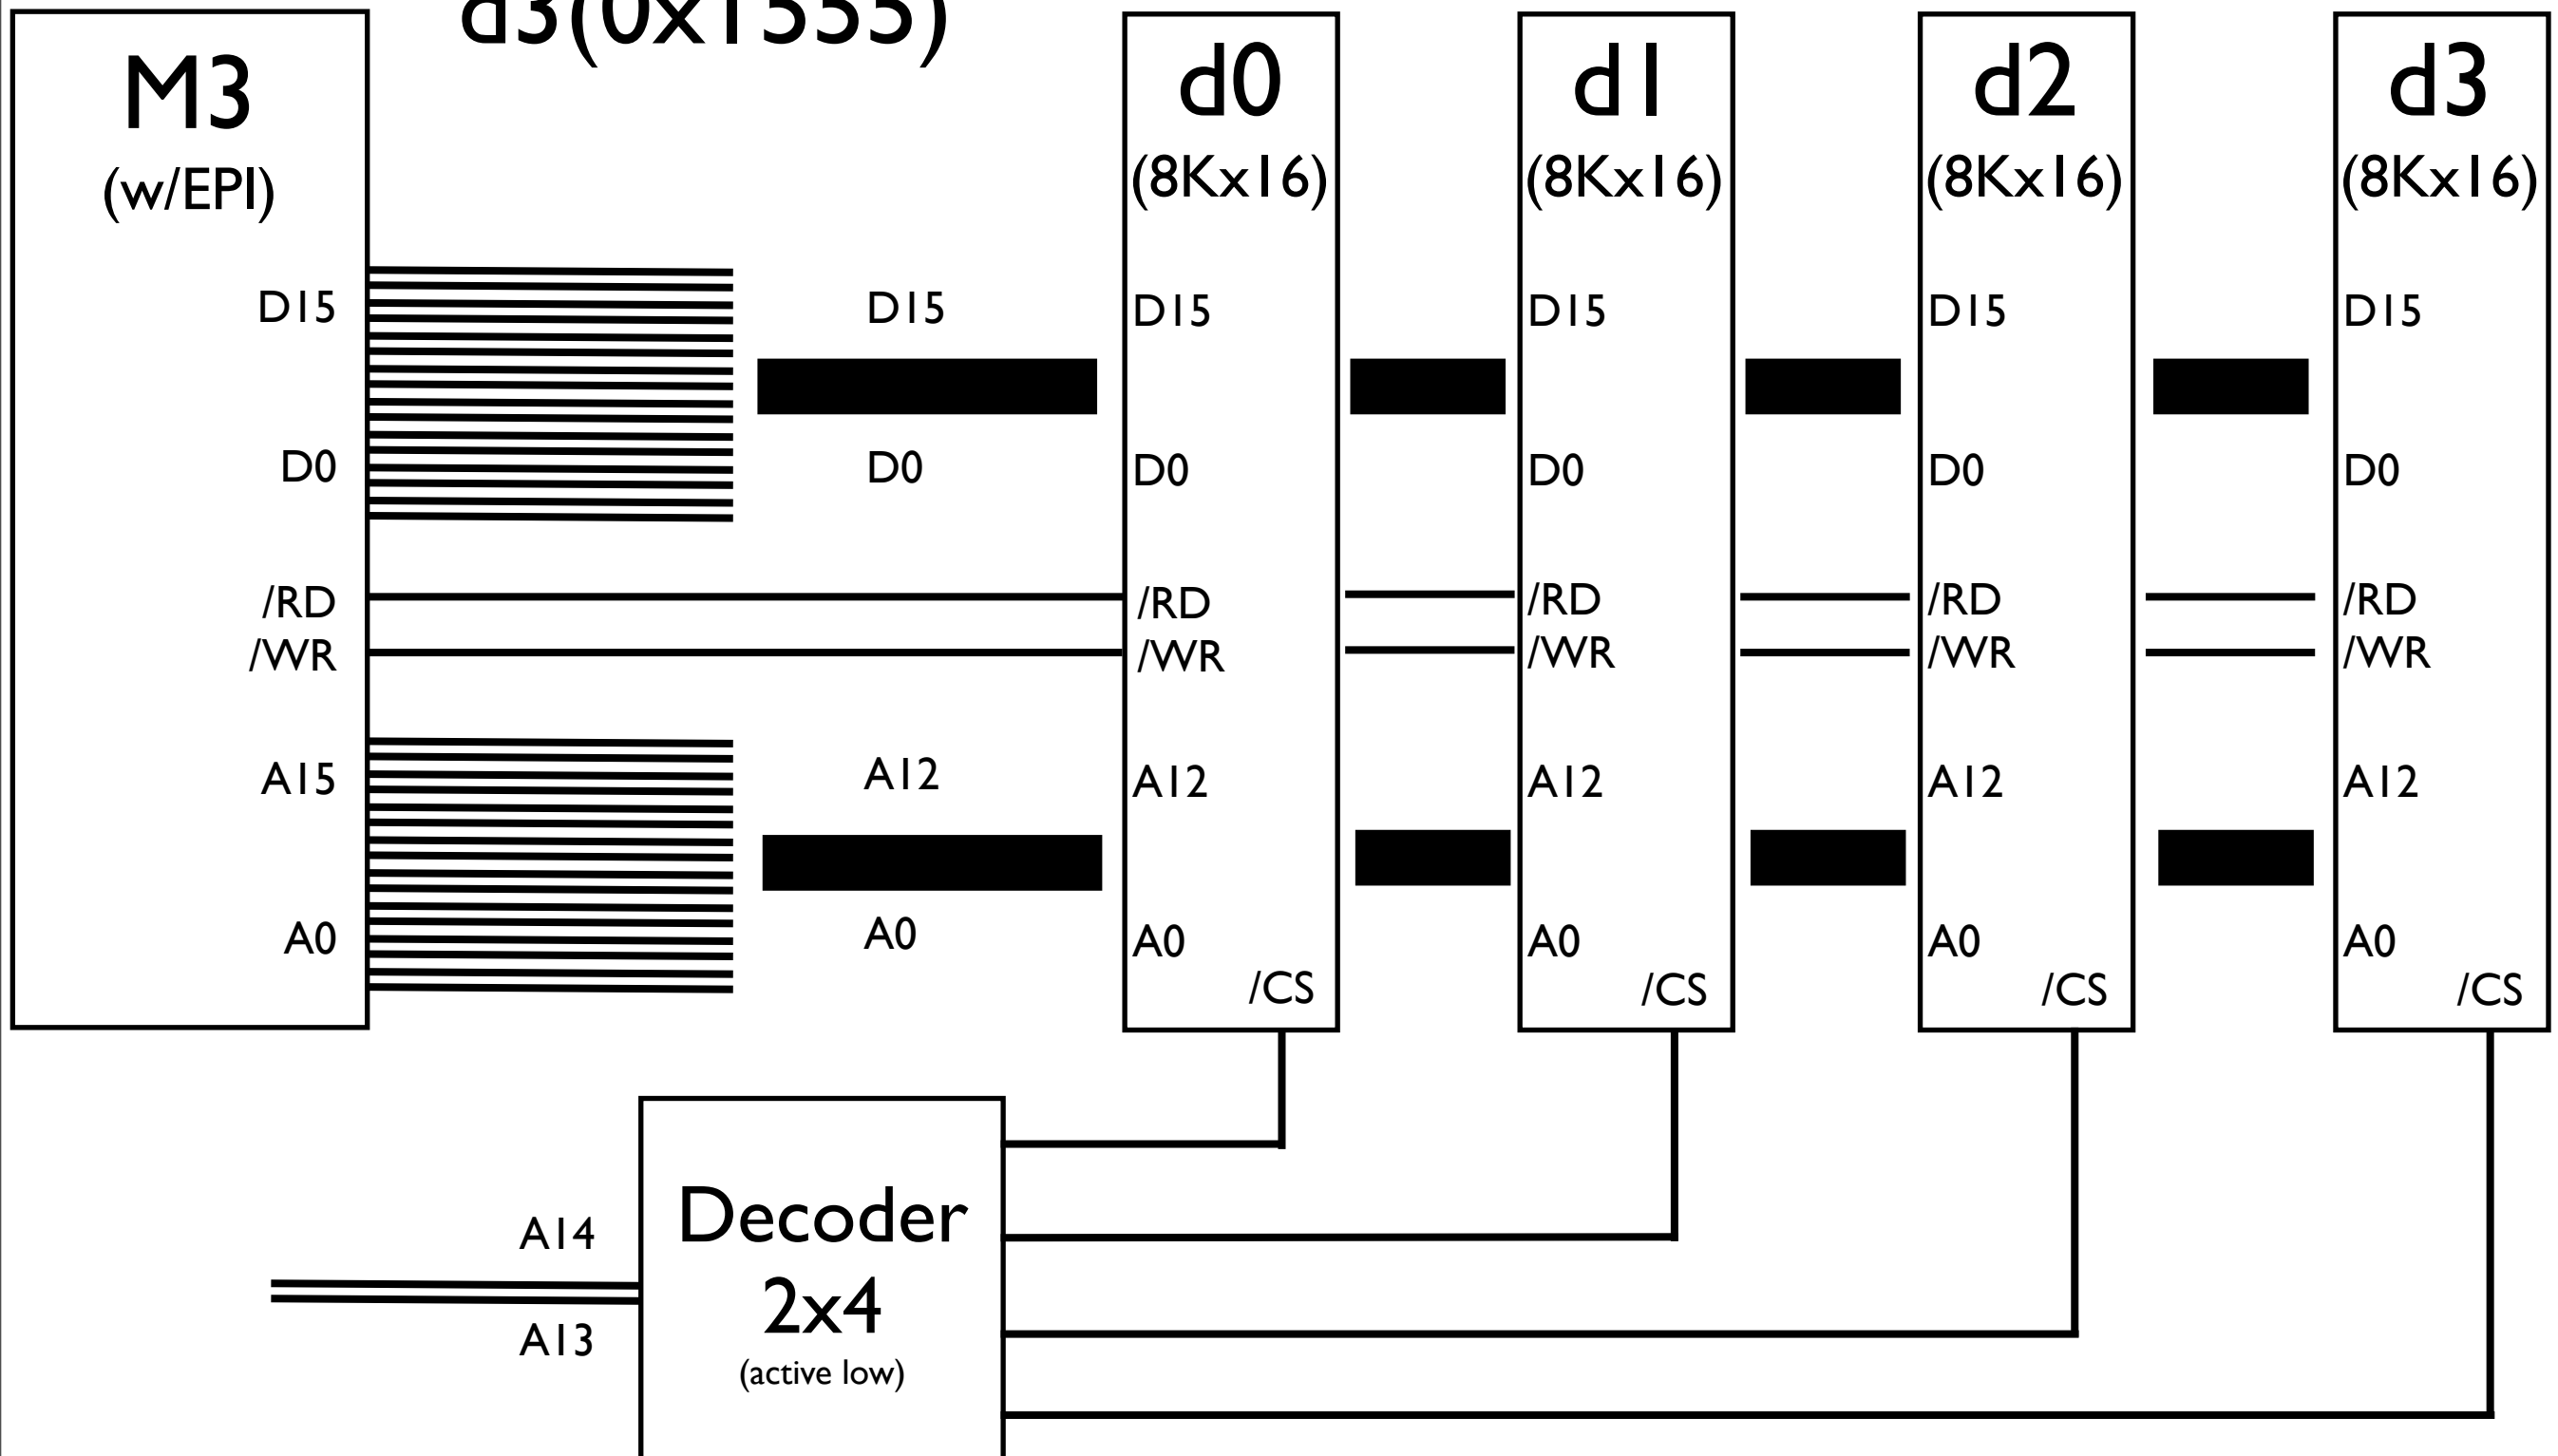 d3(0x1555)
M3
(w/EPI)
D15
D0
/RD
/WR
A15
A0
D15
D0
A12
A0
d0
(8Kx16)
D15
D0
/RD
/WR
A12
A0
/CS
d1
(8Kx16)
D15
D0
/RD
/WR
A12
A0
/CS
d2
(8Kx16)
D15
D0
/RD
/WR
A12
A0
/CS
d3
(8Kx16)
D15
D0
/RD
/WR
A12
A0
/CS
A14
A13
Decoder
2x4
(active low)